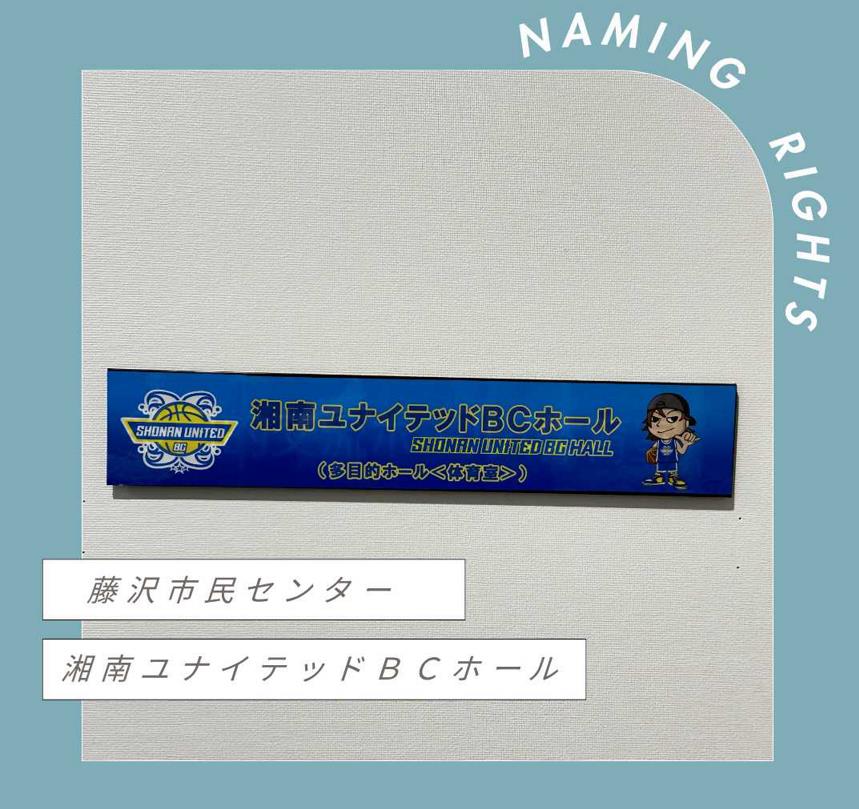 NAMING RIGHTS
湘南ユナイテッドBCホール
SHONAN UNITED BC HALL
(多目的ホール<体育室>)
SHONAN UNITED
BC
藤沢市民センター
湘南ユナイテッドBCホール